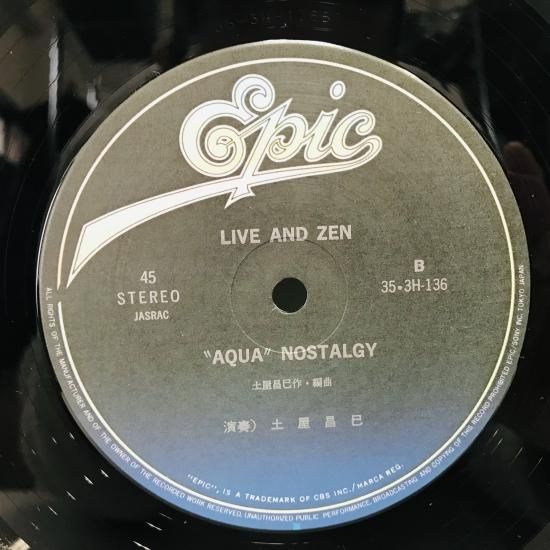 Epic
LIVE AND ZEN
45
STEREO
JASRAC
B
35・3H-136
"AQUA" NOSTALGY
土屋昌巳作・編曲
演奏) 土屋昌巳
"EPIC", IS A TRADEMARK OF CBS INC./MARCA REG.
ALL RIGHTS OF THE MANUFACTURER AND OF THE OWNER OF THE RECORDED WORK RESERVED. UNAUTHORIZED PUBLIC PERFORMANCE, BROADCASTING AND COPYING OF THIS RECORD PROHIBITED EPIC/SONY INC. TOKYO JAPAN